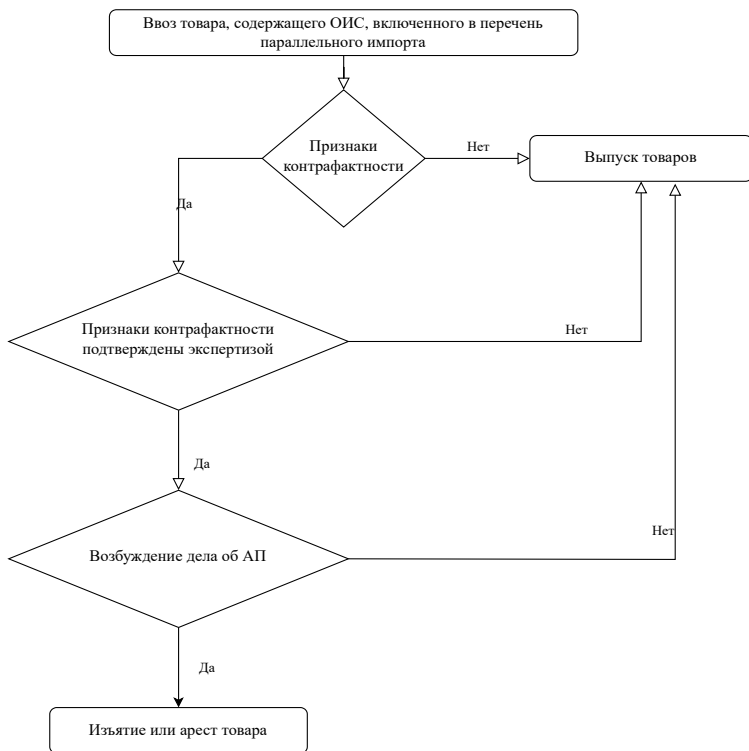 Ввоз товара, содержащего ОИС, включенного в перечень
параллельного импорта
Признаки
контрафактности
Нет
Выпуск товаров
Да
Признаки контрафактности
подтверждены экспертизой
Нет
Да
Возбуждение дела об АП
Нет
Да
Изъятие или арест товара